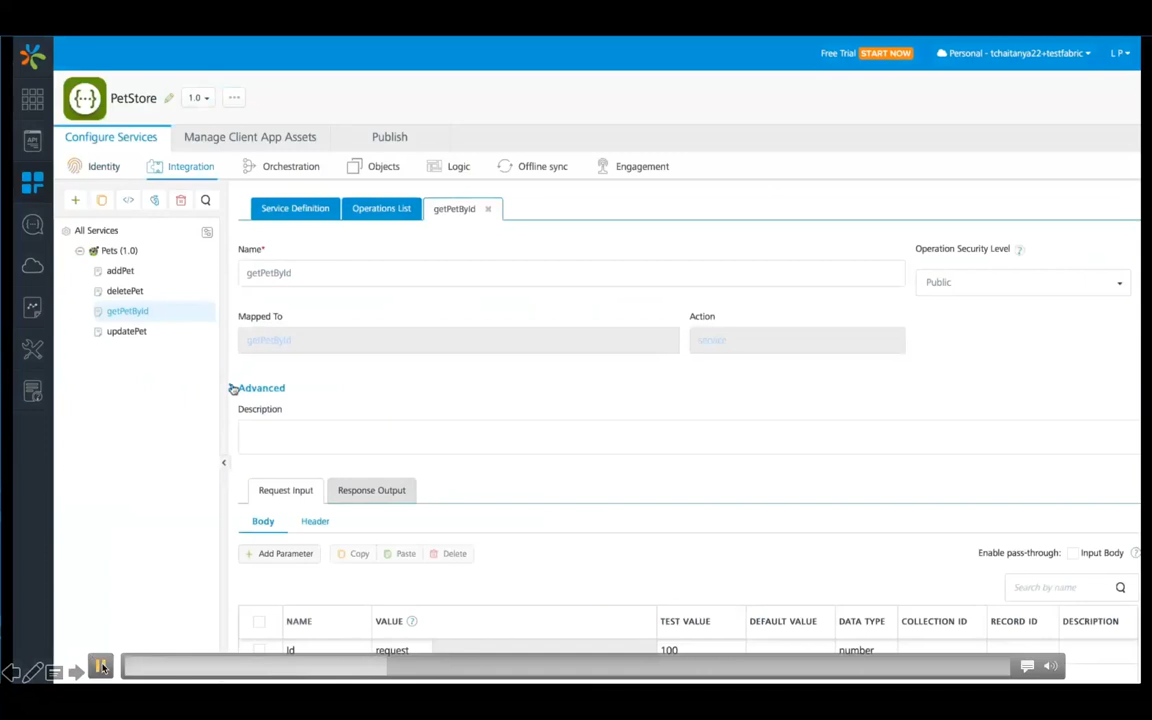 Free Trial START NOW Personal - tchaitanya22+testfabric L P
PetStore 1.0
Configure Services Manage Client App Assets Publish
Identity Integration Orchestration Objects Logic Offline sync Engagement
Service Definition Operations List getPetById
All Services
Pets (1.0)
addPet
deletePet
getPetById
updatePet
Name* Operation Security Level ?
getPetById Public
Mapped To Action
getPetById service
Advanced
Description
Request Input Response Output
Body Header
+ Add Parameter Copy Paste Delete Enable pass-through: Input Body ?
Search by name
NAME VALUE ? TEST VALUE DEFAULT VALUE DATA TYPE COLLECTION ID RECORD ID DESCRIPTION
Id request 100 number
API